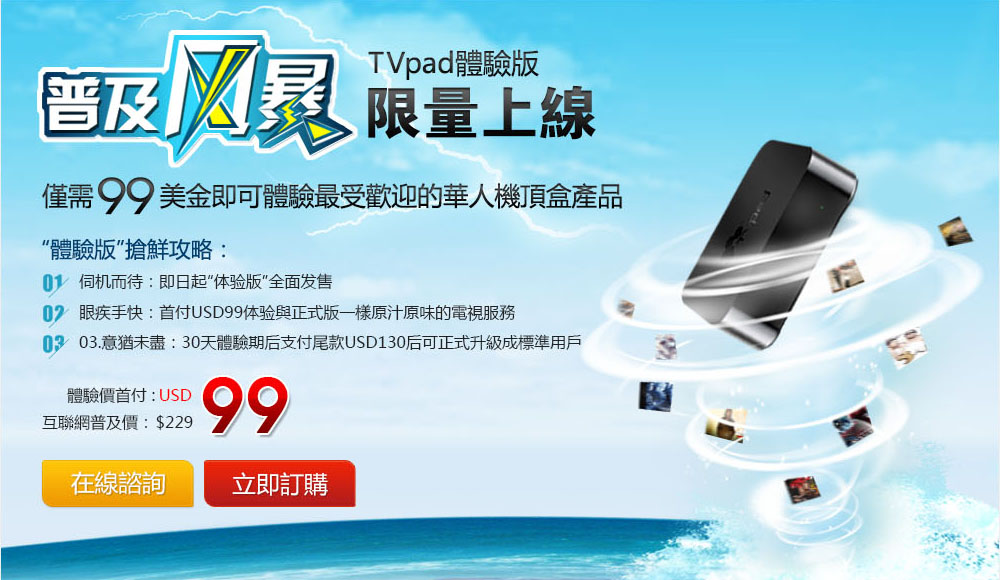 普及风暴
TVpad體驗版
限量上線
僅需99美金即可體驗最受歡迎的華人機頂盒產品
“體驗版”搶鮮攻略：
01 伺机而待：即日起“体验版”全面发售
02 眼疾手快：首付USD99体验與正式版一樣原汁原味的電視服務
03 03.意猶未盡：30天體驗期后支付尾款USD130后可正式升級成標準用戶
體驗價首付：USD 99
互聯網普及價：$229
在線諮詢
立即訂購